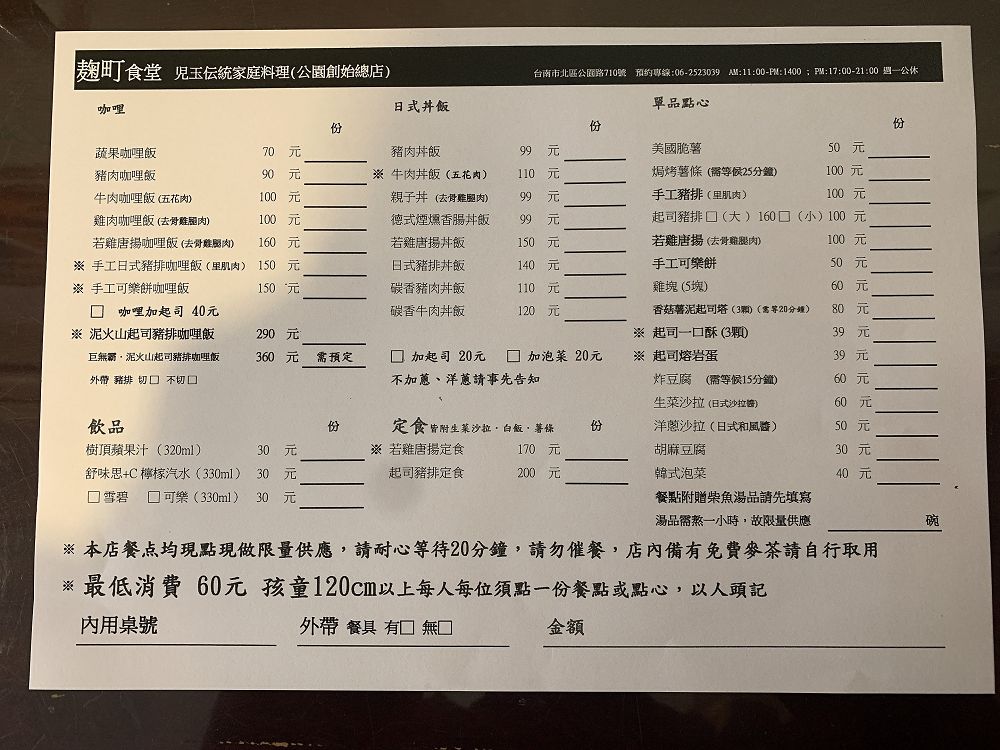 麹町食堂 児玉伝統家庭料理(公園創始總店)
台南市北區公園路710號 預約專線:06-2523039 AM:11:00-PM:1400 ; PM:17:00-21:00 週一公休
咖哩
份
蔬果咖哩飯 70 元
豬肉咖哩飯 90 元
牛肉咖哩飯(五花肉) 100 元
雞肉咖哩飯(去骨雞腿肉) 100 元
若雞唐揚咖哩飯(去骨雞腿肉) 160 元
※ 手工日式豬排咖哩飯(里肌肉) 150 元
※ 手工可樂餅咖哩飯 150 元
□ 咖哩加起司 40元
※ 泥火山起司豬排咖哩飯 290 元
巨無霸‧泥火山起司豬排咖哩飯 360 元 需預定
外帶 豬排 切□ 不切□
飲品 份
樹頂蘋果汁 (320ml) 30 元
舒味思+C 檸檬汽水(330ml) 30 元
□雪碧 □可樂(330ml) 30 元
日式丼飯
份
豬肉丼飯 99 元
※ 牛肉丼飯(五花肉) 110 元
親子丼 (去骨雞腿肉) 99 元
德式煙燻香腸丼飯 99 元
若雞唐揚丼飯 150 元
日式豬排丼飯 140 元
碳香豬肉丼飯 110 元
碳香牛肉丼飯 120 元
□ 加起司 20元 □ 加泡菜 20元
不加蔥、洋蔥請事先告知
定食 皆附生菜沙拉‧白飯‧薯條 份
※ 若雞唐揚定食 170 元
起司豬排定食 200 元
單品點心
份
美國脆薯 50 元
焗烤薯條 (需等候25分鐘) 100 元
手工豬排(里肌肉) 100 元
起司豬排□(大)160□(小)100 元
若雞唐揚(去骨雞腿肉) 100 元
手工可樂餅 50 元
雞塊 (5塊) 60 元
香菇薯泥起司塔(3顆)(需等20分鐘) 80 元
※ 起司一口酥 (3顆) 39 元
※ 起司熔岩蛋 39 元
炸豆腐 (需等候15分鐘) 60 元
生菜沙拉(日式沙拉醬) 60 元
洋蔥沙拉(日式和風醬) 50 元
胡麻豆腐 30 元
韓式泡菜 40 元
餐點附贈柴魚湯品請先填寫
湯品需熬一小時,故限量供應 碗
※ 本店餐点均現點現做限量供應,請耐心等待20分鐘,請勿催餐,店內備有免費麥茶請自行取用
※ 最低消費 60元 孩童120cm以上每人每位須點一份餐點或點心,以人頭記
內用桌號 外帶 餐具 有□ 無□ 金額